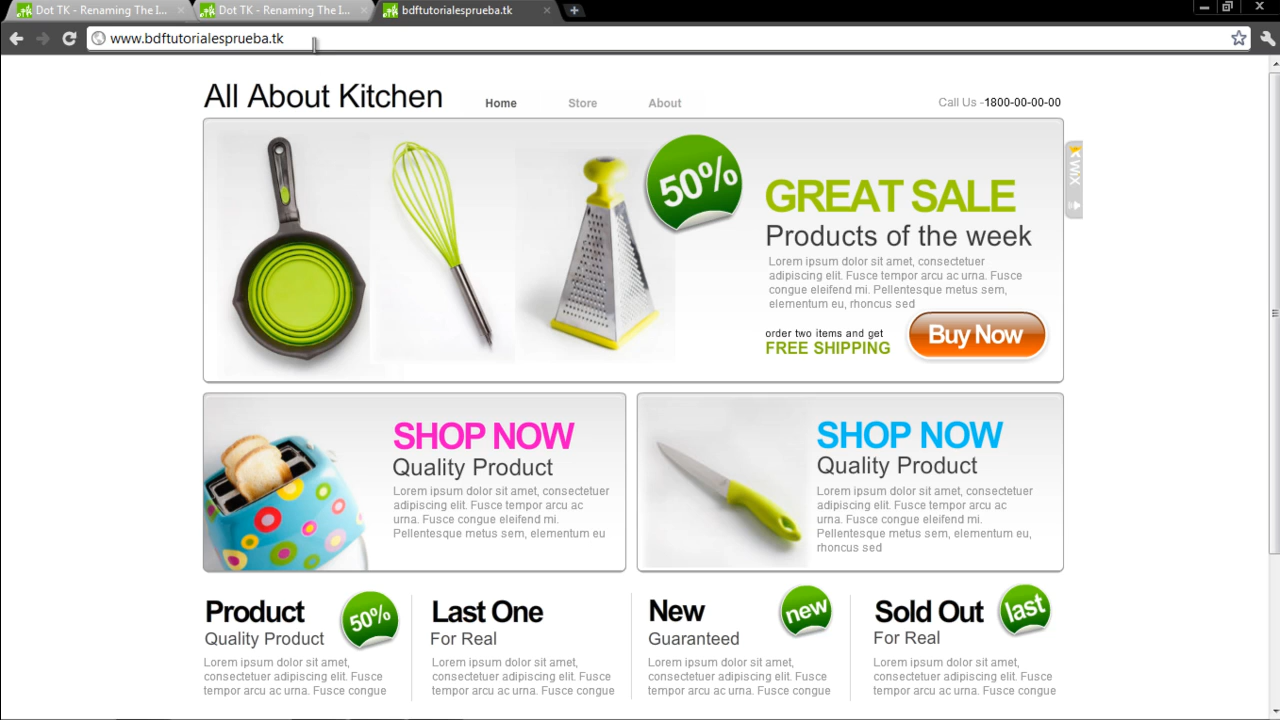 Dot TK - Renaming The I...
Dot TK - Renaming The I...
bdftutorialesprueba.tk
www.bdftutorialesprueba.tk
All About Kitchen
Home
Store
About
Call Us -1800-00-00-00
50%
GREAT SALE
Products of the week
Lorem ipsum dolor sit amet, consectetuer
adipiscing elit. Fusce tempor arcu ac urna. Fusce
congue eleifend mi. Pellentesque metus sem,
elementum eu, rhoncus sed
order two items and get
FREE SHIPPING
Buy Now
WIX
SHOP NOW
Quality Product
Lorem ipsum dolor sit amet, consectetuer
adipiscing elit. Fusce tempor arcu ac
urna. Fusce congue eleifend mi.
Pellentesque metus sem, elementum eu
SHOP NOW
Quality Product
Lorem ipsum dolor sit amet, consectetuer
adipiscing elit. Fusce tempor arcu ac
urna. Fusce congue eleifend mi.
Pellentesque metus sem, elementum eu,
rhoncus sed
Product
50%
Quality Product
Lorem ipsum dolor sit amet,
consectetuer adipiscing elit. Fusce
tempor arcu ac urna. Fusce congue
Last One
For Real
Lorem ipsum dolor sit amet,
consectetuer adipiscing elit. Fusce
tempor arcu ac urna. Fusce congue
New
new
Guaranteed
Lorem ipsum dolor sit amet,
consectetuer adipiscing elit. Fusce
tempor arcu ac urna. Fusce congue
Sold Out
last
For Real
Lorem ipsum dolor sit amet,
consectetuer adipiscing elit. Fusce
tempor arcu ac urna. Fusce congue